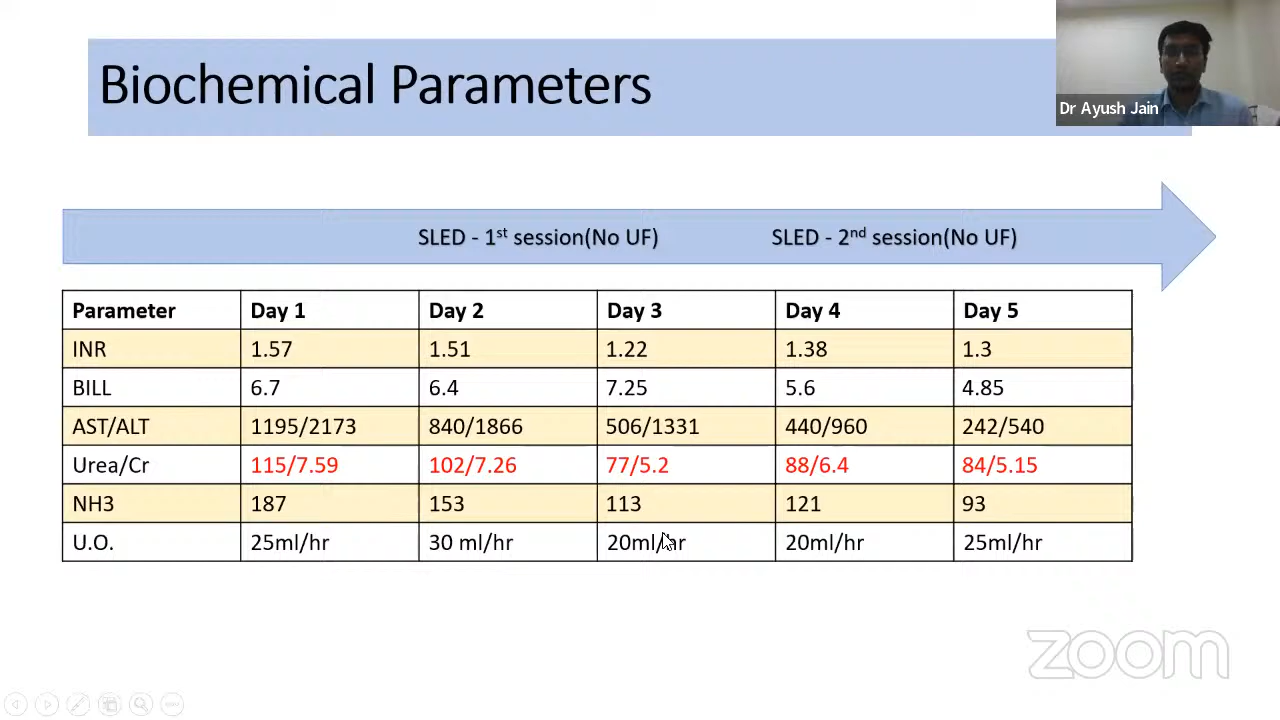 Biochemical Parameters
Dr Ayush Jain
SLED - 1st session(No UF) SLED - 2nd session(No UF)
Parameter Day 1 Day 2 Day 3 Day 4 Day 5
INR 1.57 1.51 1.22 1.38 1.3
BILL 6.7 6.4 7.25 5.6 4.85
AST/ALT 1195/2173 840/1866 506/1331 440/960 242/540
Urea/Cr 115/7.59 102/7.26 77/5.2 88/6.4 84/5.15
NH3 187 153 113 121 93
U.O. 25ml/hr 30 ml/hr 20ml/hr 20ml/hr 25ml/hr
zoom